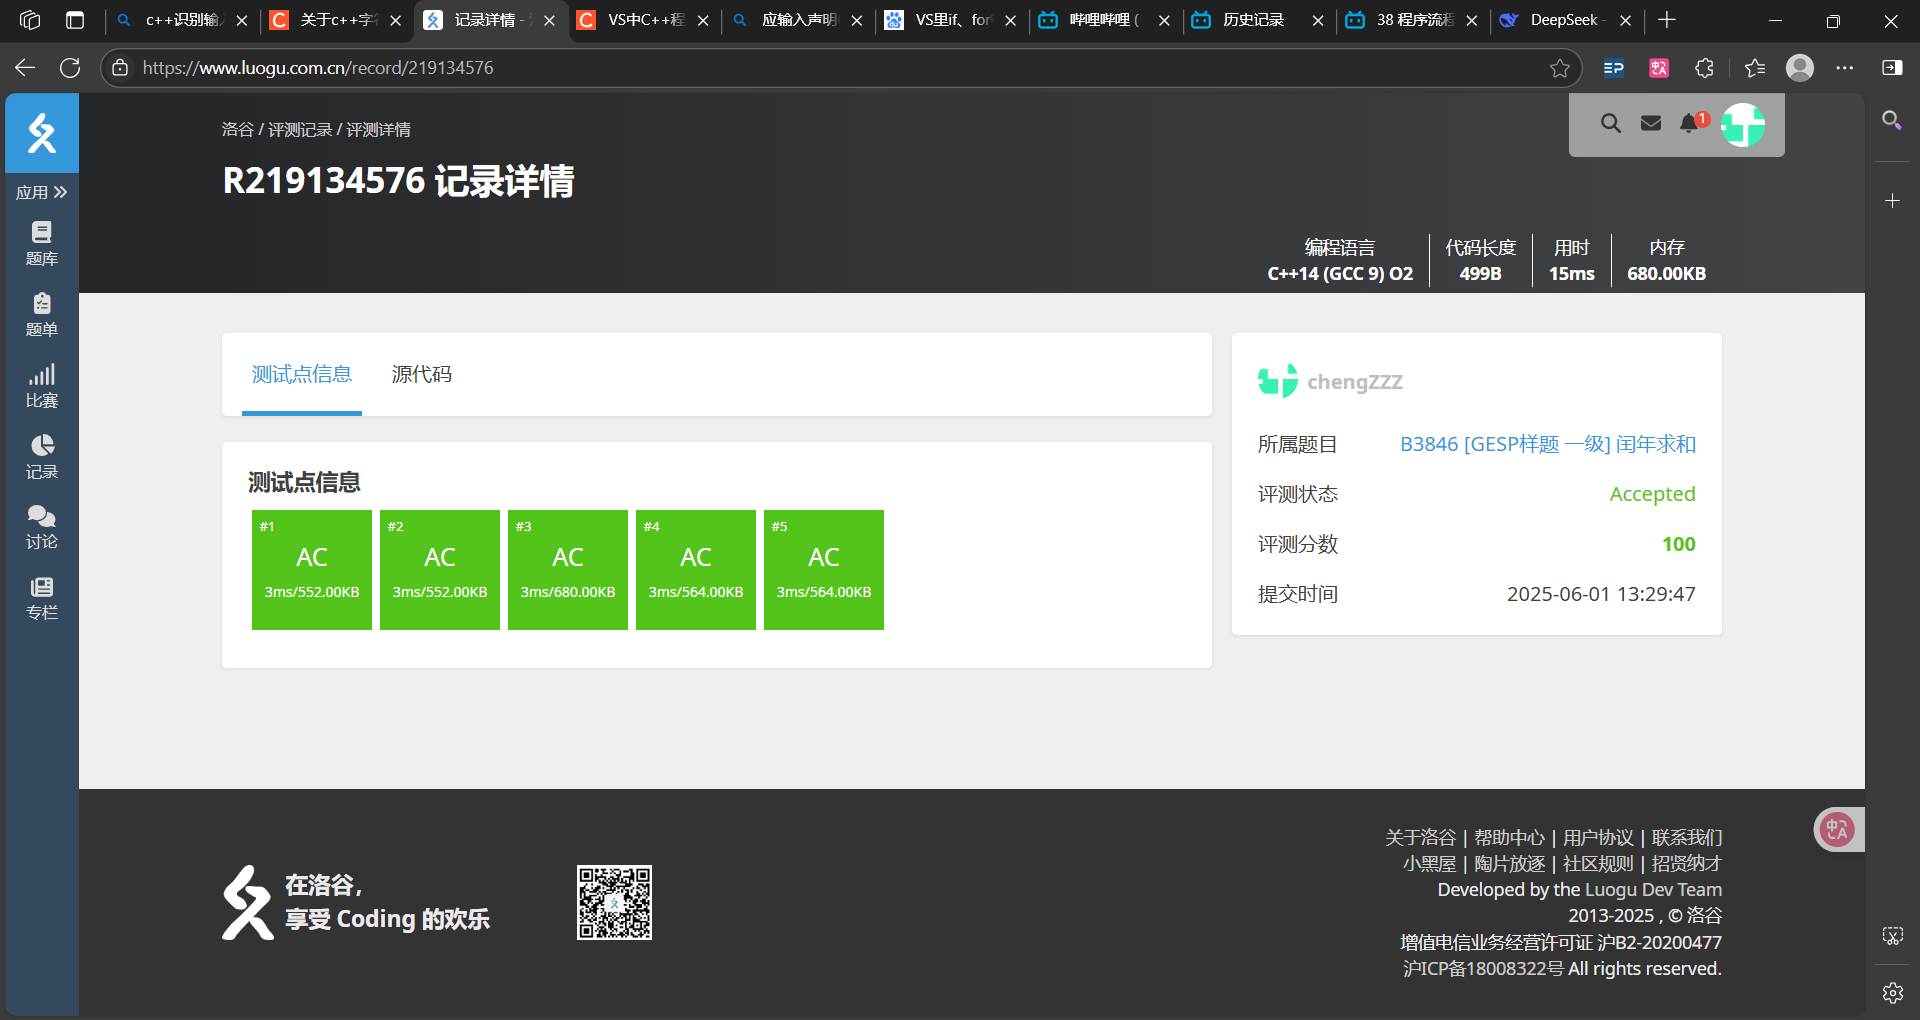 c++识别输入
关于c++字符
记录详情 - 洛
VS中C++程
应输入声明
VS里if、for
哔哩哔哩 (
历史记录
38 程序流程
DeepSeek -
https://www.luogu.com.cn/record/219134576
洛谷 / 评测记录 / 评测详情
1
R219134576 记录详情
应用
题库
题单
比赛
记录
讨论
专栏
编程语言
C++14 (GCC 9) O2
代码长度
499B
用时
15ms
内存
680.00KB
测试点信息
源代码
测试点信息
#1
AC
3ms/552.00KB
#2
AC
3ms/552.00KB
#3
AC
3ms/680.00KB
#4
AC
3ms/564.00KB
#5
AC
3ms/564.00KB
chengZZZ
所属题目
B3846 [GESP样题 一级] 闰年求和
评测状态
Accepted
评测分数
100
提交时间
2025-06-01 13:29:47
在洛谷,
享受 Coding 的欢乐
关于洛谷 | 帮助中心 | 用户协议 | 联系我们
小黑屋 | 陶片放逐 | 社区规则 | 招贤纳才
Developed by the Luogu Dev Team
2013-2025 , © 洛谷
增值电信业务经营许可证 沪B2-20200477
沪ICP备18008322号 All rights reserved.